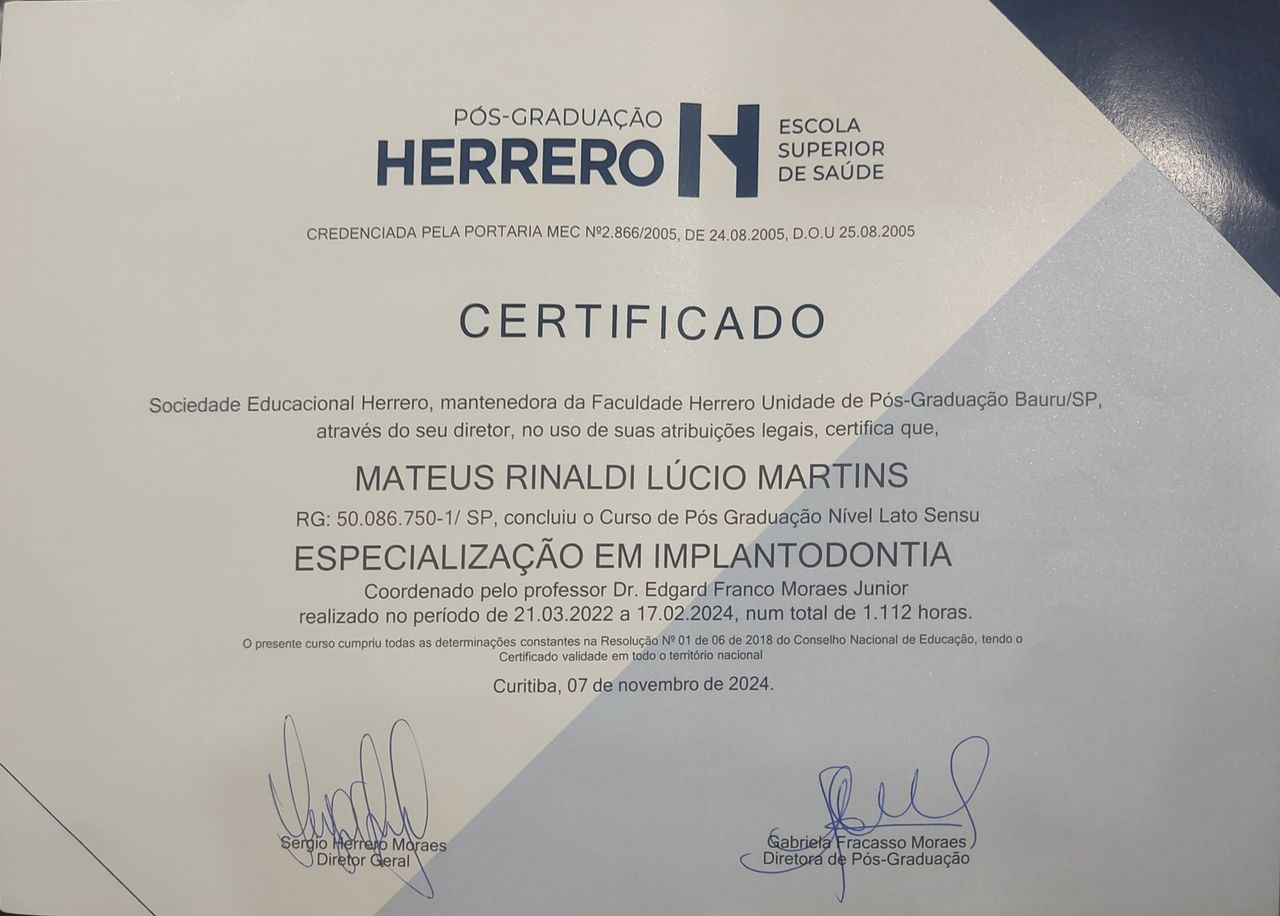 PÓS-GRADUAÇÃO
HERRERO
ESCOLA
SUPERIOR
DE SAÚDE
CREDENCIADA PELA PORTARIA MEC Nº2.866/2005, DE 24.08.2005, D.O.U 25.08.2005
CERTIFICADO
Sociedade Educacional Herrero, mantenedora da Faculdade Herrero Unidade de Pós-Graduação Bauru/SP,
através do seu diretor, no uso de suas atribuições legais, certifica que,
MATEUS RINALDI LÚCIO MARTINS
RG: 50.086.750-1/ SP, concluiu o Curso de Pós Graduação Nível Lato Sensu
ESPECIALIZAÇÃO EM IMPLANTODONTIA
Coordenado pelo professor Dr. Edgard Franco Moraes Junior
realizado no período de 21.03.2022 a 17.02.2024, num total de 1.112 horas.
O presente curso cumpriu todas as determinações constantes na Resolução Nº 01 de 06 de 2018 do Conselho Nacional de Educação, tendo o
Certificado validade em todo o território nacional
Curitiba, 07 de novembro de 2024.
Sergio Herrero Moraes
Diretor Geral
Gabriela Fracasso Moraes
Diretora de Pós-Graduação